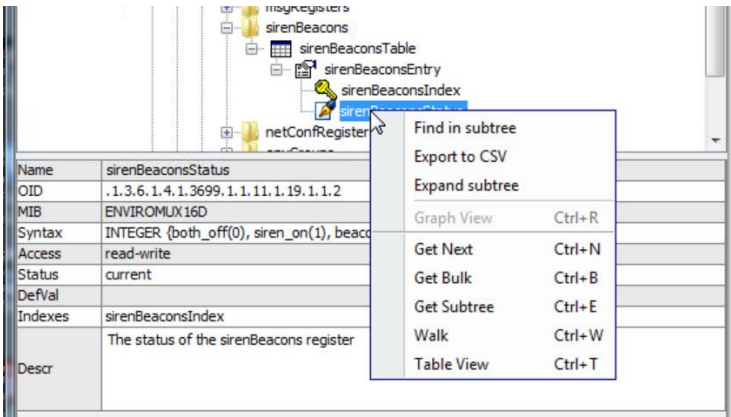 msgRegisters
sirenBeacons
sirenBeaconsTable
sirenBeaconsEntry
sirenBeaconsIndex
netConfRegister
Find in subtree
Export to CSV
Expand subtree
Graph View Ctrl+R
Get Next Ctrl+N
Get Bulk Ctrl+B
Get Subtree Ctrl+E
Walk Ctrl+W
Table View Ctrl+T
Name sirenBeaconsStatus
OID .1.3.6.1.4.1.3699.1.1.11.1.19.1.1.2
MIB ENVIROMUX16D
Syntax INTEGER {both_off(0), siren_on(1), beaco
Access read-write
Status current
DefVal
Indexes sirenBeaconsIndex
Descr The status of the sirenBeacons register